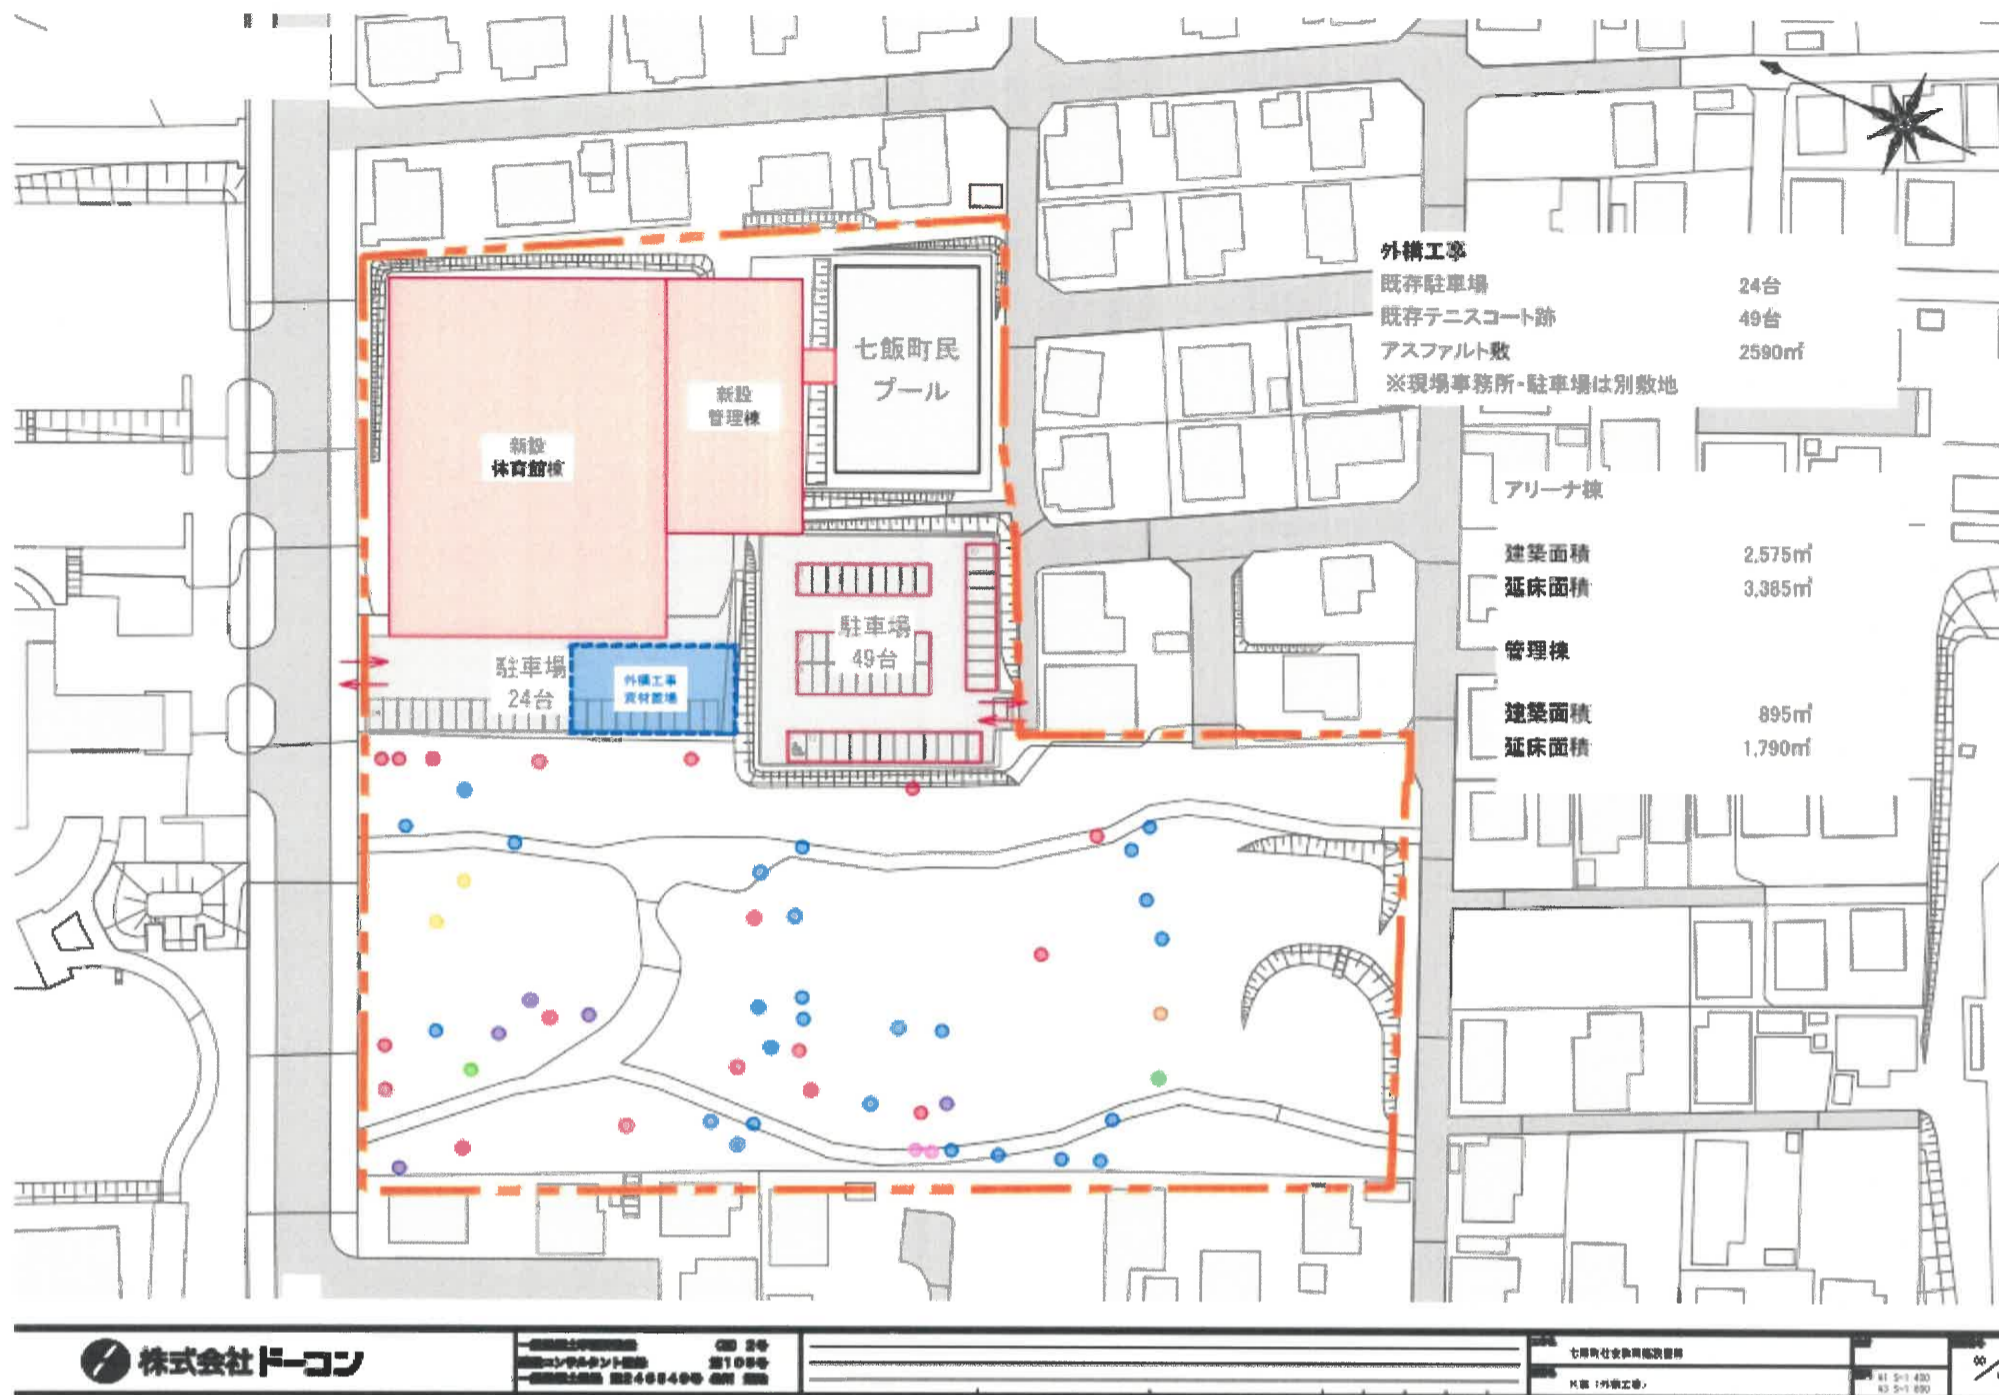 外構工事
既存駐車場 24台
既存テニスコート跡 49台
アスファルト敷 2590㎡
※現場事務所・駐車場は別敷地
七飯町民
プール
新設
管理棟
新設
体育館棟
アリーナ棟
建築面積 2,575㎡
延床面積 3,385㎡
管理棟
建築面積 895㎡
延床面積 1,790㎡
駐車場
49台
駐車場
24台
外構工事
資材置場
株式会社ドーコン